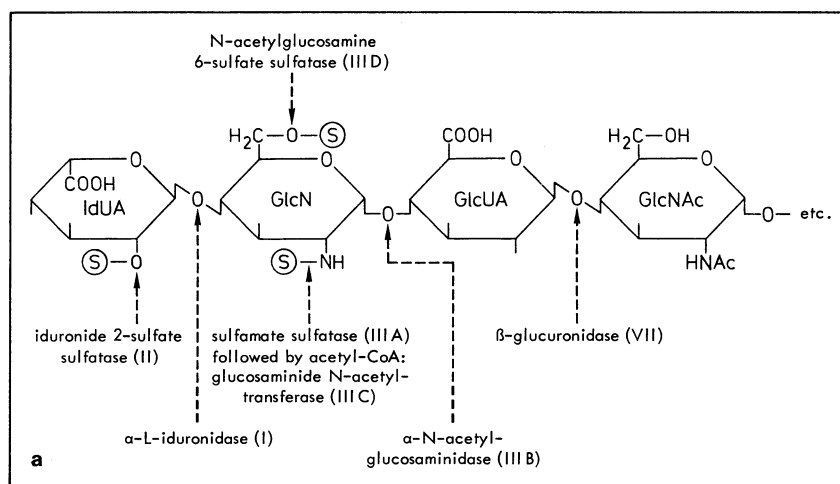 N-acetylglucosamine
6-sulfate sulfatase (III D)
H₂C—O—Ⓢ
COOH
H₂C—OH
O
O
O
O
COOH
IdUA
O
GlcN
O
GlcUA
O
GlcNAc
O— etc.
Ⓢ—O
Ⓢ—NH
HNAc
iduronide 2-sulfate
sulfatase (II)
sulfamate sulfatase (III A)
followed by acetyl-CoA:
glucosaminide N-acetyl-
transferase (III C)
ß-glucuronidase (VII)
α-L-iduronidase (I)
α-N-acetyl-
glucosaminidase (III B)
a